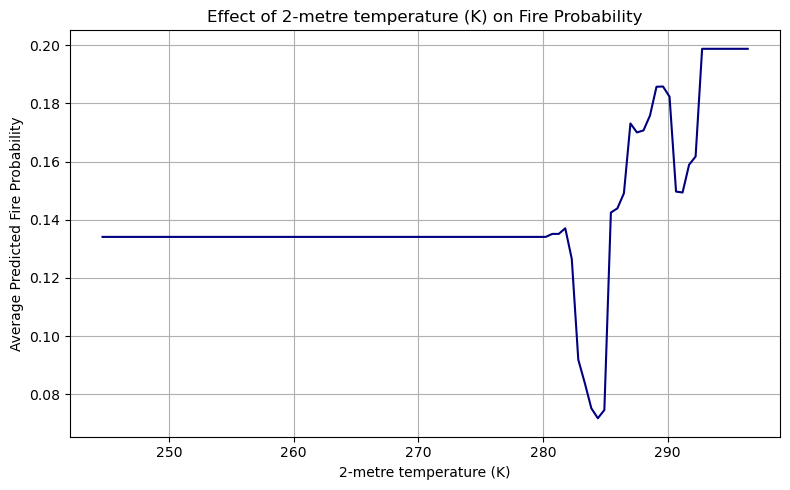 Effect of 2-metre temperature (K) on Fire Probability
Average Predicted Fire Probability
0.20
0.18
0.16
0.14
0.12
0.10
0.08
250 260 270 280 290
2-metre temperature (K)